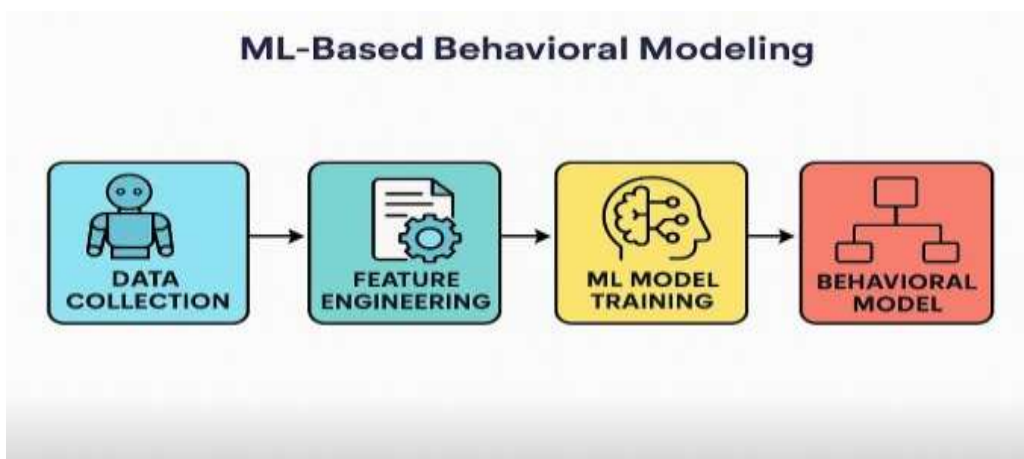 ML-Based Behavioral Modeling
DATA
COLLECTION
FEATURE
ENGINEERING
ML MODEL
TRAINING
BEHAVIORAL
MODEL